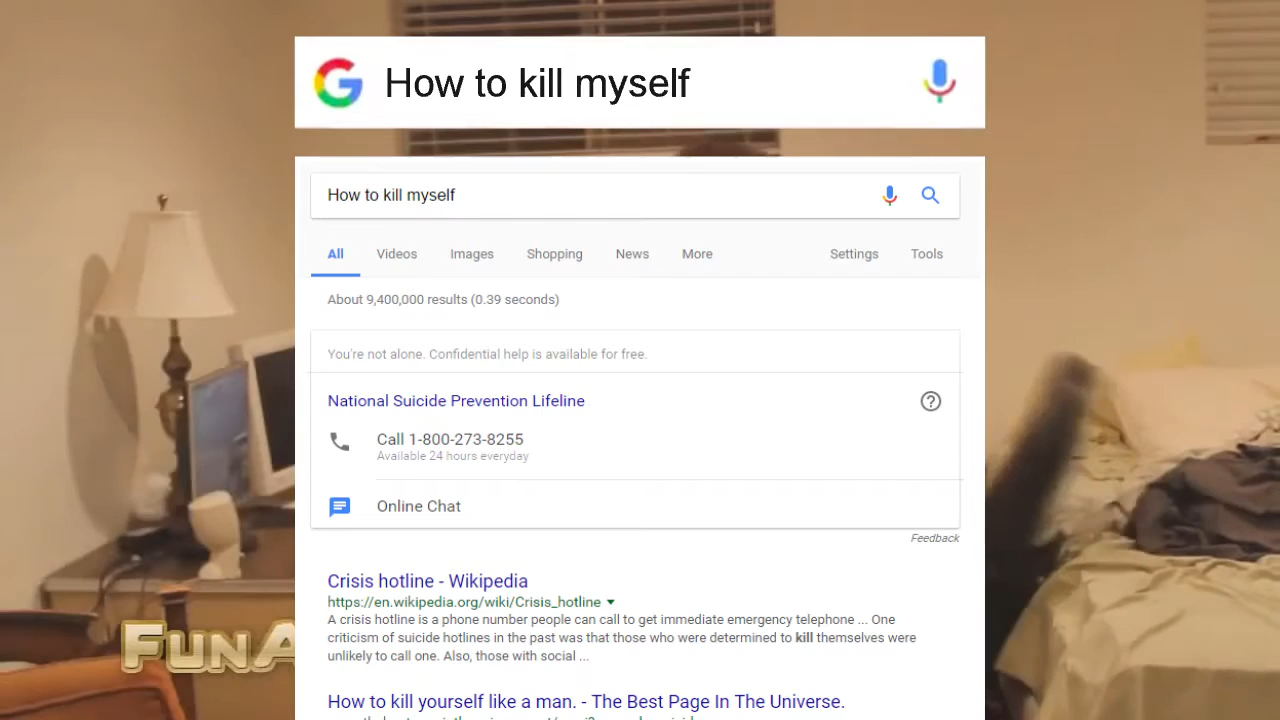 How to kill myself
How to kill myself
All Videos Images Shopping News More Settings Tools
About 9,400,000 results (0.39 seconds)
You're not alone. Confidential help is available for free.
National Suicide Prevention Lifeline
Call 1-800-273-8255
Available 24 hours everyday
Online Chat
Feedback
Crisis hotline - Wikipedia
https://en.wikipedia.org/wiki/Crisis_hotline
A crisis hotline is a phone number people can call to get immediate emergency telephone ... One
criticism of suicide hotlines in the past was that those who were determined to kill themselves were
unlikely to call one. Also, those with social ...
FunA
How to kill yourself like a man. - The Best Page In The Universe.